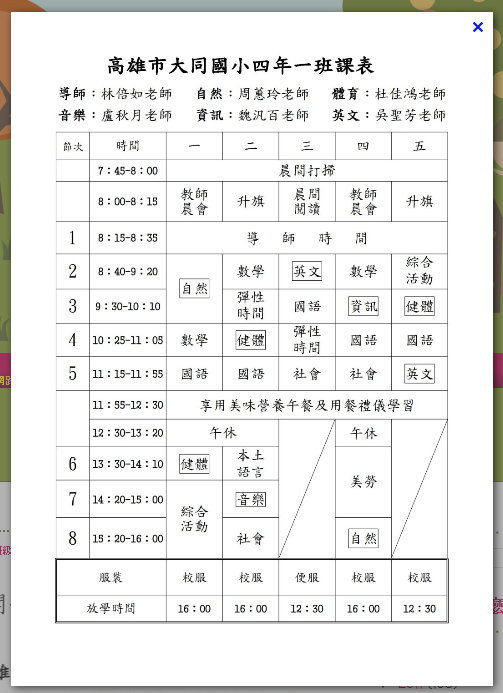 高雄市大同國小四年一班課表
導師：林倍如老師 自然：周蕙玲老師 體育：杜佳鴻老師
音樂：盧秋月老師 資訊：魏汎百老師 英文：吳聖芳老師
節次 時間 一 二 三 四 五
7：45-8：00 晨間打掃
8：00-8：15 教師晨會 升旗 晨間閱讀 教師晨會 升旗
1 8：15-8：35 導 師 時 間
2 8：40-9：20 自然 數學 英文 數學 綜合活動
3 9：30-10：10 彈性時間 國語 資訊 健體
4 10：25-11：05 數學 健體 彈性時間 國語 國語
5 11：15-11：55 國語 國語 社會 社會 英文
11：55-12：30 享用美味營養午餐及用餐禮儀學習
12：30-13：20 午休 午休
6 13：30-14：10 健體 本土語言 美勞
7 14：20-15：00 綜合活動 音樂
8 15：20-16：00 社會 自然
服裝 校服 校服 便服 校服 校服
放學時間 16：00 16：00 12：30 16：00 12：30